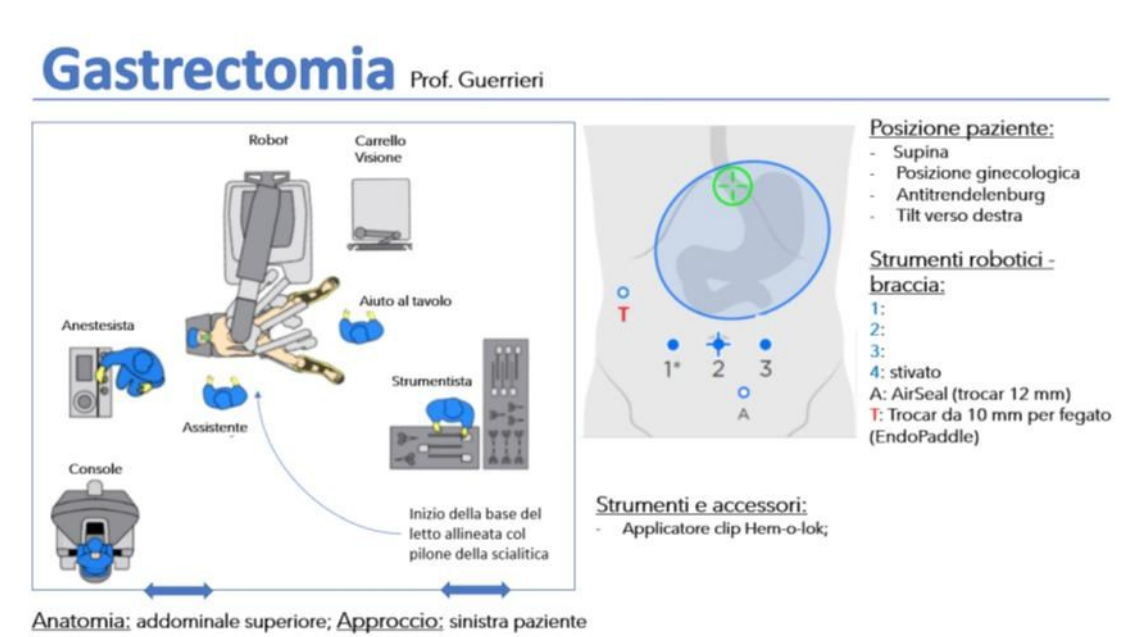 Gastrectomia Prof. Guerrieri
Robot
Carrello
Visione
Aiuto al tavolo
Anestesista
Strumentista
Assistente
Console
Inizio della base del
letto allineata col
pilone della scialitica
Anatomia: addominale superiore; Approccio: sinistra paziente
T
1* 2 3
A
Posizione paziente:
- Supina
- Posizione ginecologica
- Antitrendelenburg
- Tilt verso destra
Strumenti robotici -
braccia:
1:
2:
3:
4: stivato
A: AirSeal (trocar 12 mm)
T: Trocar da 10 mm per fegato
(EndoPaddle)
Strumenti e accessori:
- Applicatore clip Hem-o-lok;